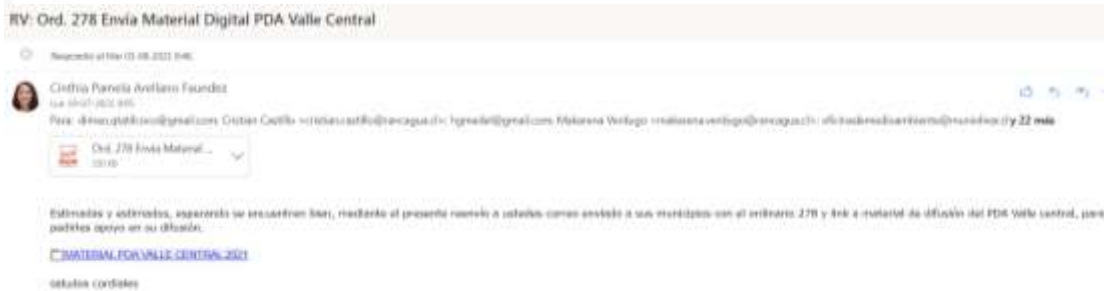 RV: Ord. 278 Envía Material Digital PDA Valle Central
Respondió el Mar
Cinthia Pamela Arellano Faundez
Para: Cristian Castillo y 22 más
Ord. 278 Envía Material ...
Estimadas y estimados, esperando se encuentren bien, mediante el presente reenvío a ustedes correo enviado a sus municipios con el ordinario 278 y link a material de difusión del PDA Valle central, para
pedirles apoyo en su difusión.
MATERIAL PDA VALLE CENTRAL 2021
saludos cordiales